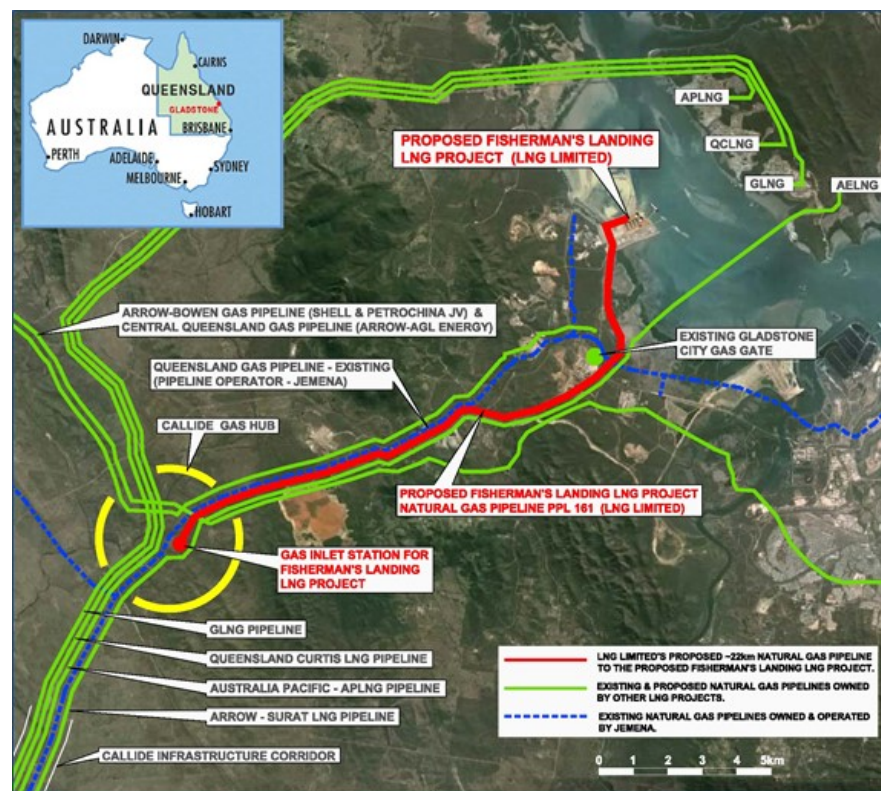 DARWIN
CAIRNS
QUEENSLAND
GLADSTONE
AUSTRALIA
BRISBANE
PERTH
ADELAIDE
SYDNEY
MELBOURNE
HOBART
APLNG
PROPOSED FISHERMAN'S LANDING
LNG PROJECT (LNG LIMITED)
QCLNG
GLNG
AELNG
ARROW-BOWEN GAS PIPELINE (SHELL & PETROCHINA JV) &
CENTRAL QUEENSLAND GAS PIPELINE (ARROW-AGL ENERGY)
EXISTING GLADSTONE
CITY GAS GATE
QUEENSLAND GAS PIPELINE - EXISTING
(PIPELINE OPERATOR - JEMENA)
CALLIDE GAS HUB
PROPOSED FISHERMAN'S LANDING LNG PROJECT
NATURAL GAS PIPELINE PPL 161 (LNG LIMITED)
GAS INLET STATION FOR
FISHERMAN'S LANDING
LNG PROJECT
GLNG PIPELINE
QUEENSLAND CURTIS LNG PIPELINE
AUSTRALIA PACIFIC - APLNG PIPELINE
ARROW - SURAT LNG PIPELINE
CALLIDE INFRASTRUCTURE CORRIDOR
LNG LIMITED'S PROPOSED ~22km NATURAL GAS PIPELINE
TO THE PROPOSED FISHERMAN'S LANDING LNG PROJECT.
EXISTING & PROPOSED NATURAL GAS PIPELINES OWNED
BY OTHER LNG PROJECTS.
EXISTING NATURAL GAS PIPELINES OWNED & OPERATED
BY JEMENA.
0 1 2 3 4 5km